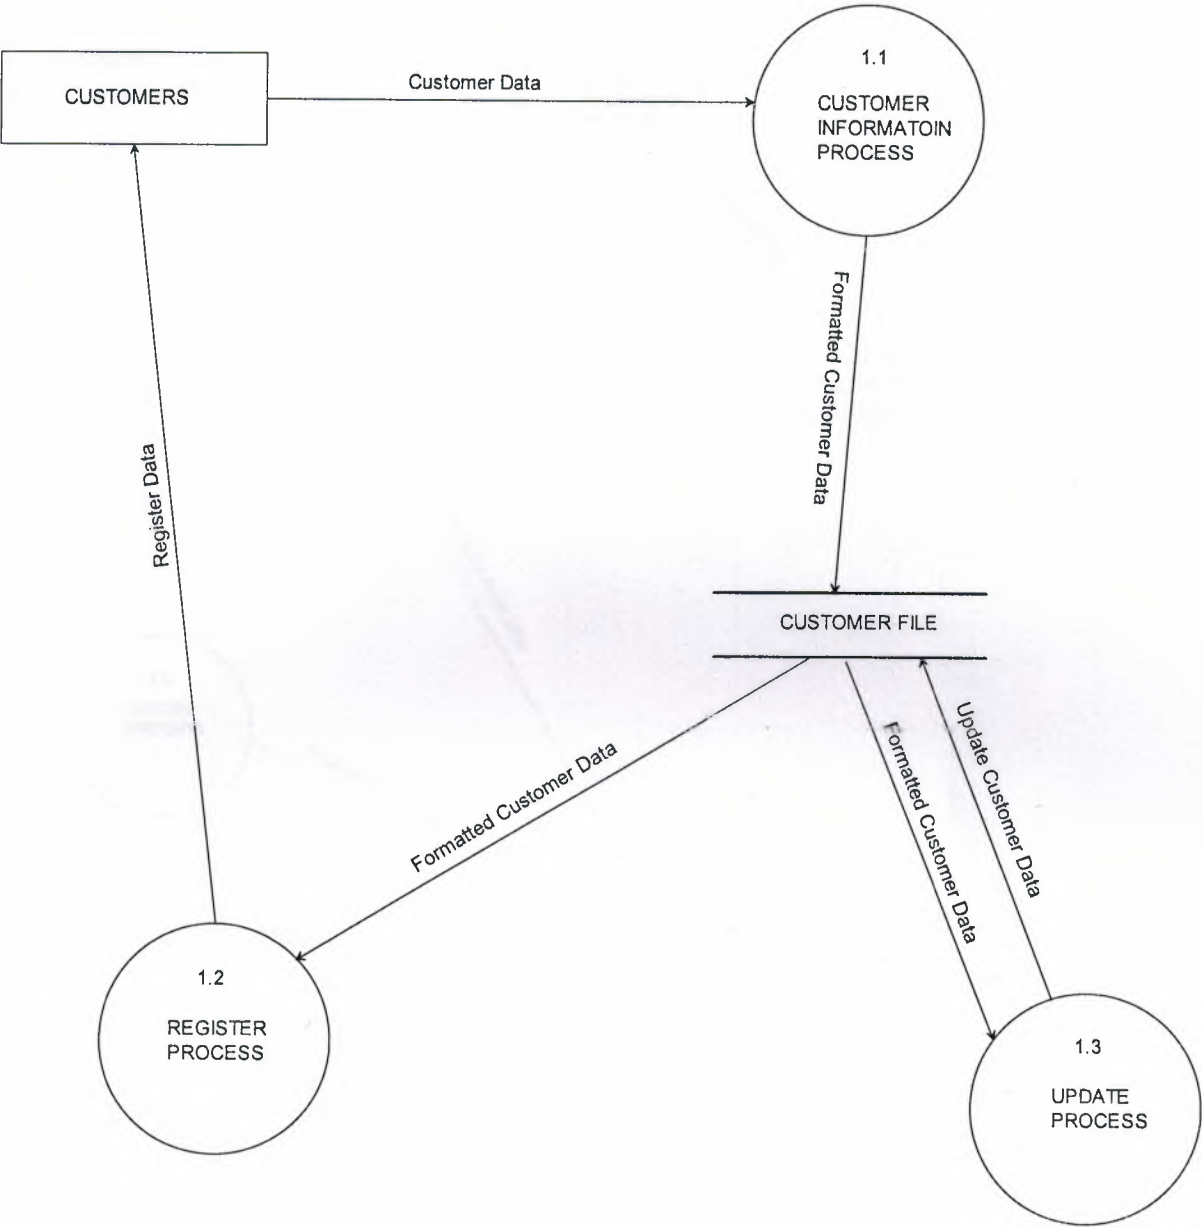 CUSTOMERS
Customer Data
1.1
CUSTOMER
INFORMATOIN
PROCESS
Formatted Customer Data
Register Data
CUSTOMER FILE
Formatted Customer Data
Formatted Customer Data
Update Customer Data
1.2
REGISTER
PROCESS
1.3
UPDATE
PROCESS